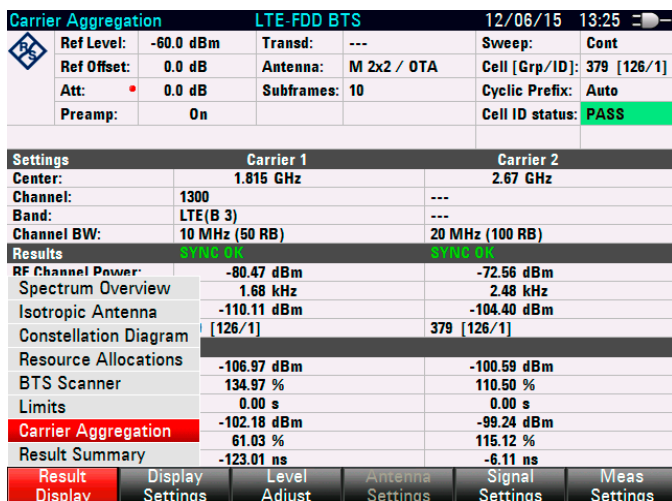 Carrier Aggregation LTE-FDD BTS 12/06/15 13:25
Ref Level: -60.0 dBm Transd: --- Sweep: Cont
Ref Offset: 0.0 dB Antenna: M 2x2 / OTA Cell [Grp/ID]: 379 [126/1]
Att: 0.0 dB Subframes: 10 Cyclic Prefix: Auto
Preamp: On Cell ID status: PASS
Settings Carrier 1 Carrier 2
Center: 1.815 GHz 2.67 GHz
Channel: 1300 ---
Band: LTE(B 3) ---
Channel BW: 10 MHz (50 RB) 20 MHz (100 RB)
Results SYNC OK SYNC OK
RF Channel Power: -80.47 dBm -72.56 dBm
Spectrum Overview 1.68 kHz 2.48 kHz
Isotropic Antenna -110.11 dBm -104.40 dBm
Constellation Diagram [126/1] 379 [126/1]
Resource Allocations -106.97 dBm -100.59 dBm
BTS Scanner 134.97 % 110.50 %
Limits 0.00 s 0.00 s
Carrier Aggregation -102.18 dBm -99.24 dBm
61.03 % 115.12 %
Result Summary -123.01 ns -6.11 ns
Result Display Display Settings Level Adjust Antenna Settings Signal Settings Meas Settings